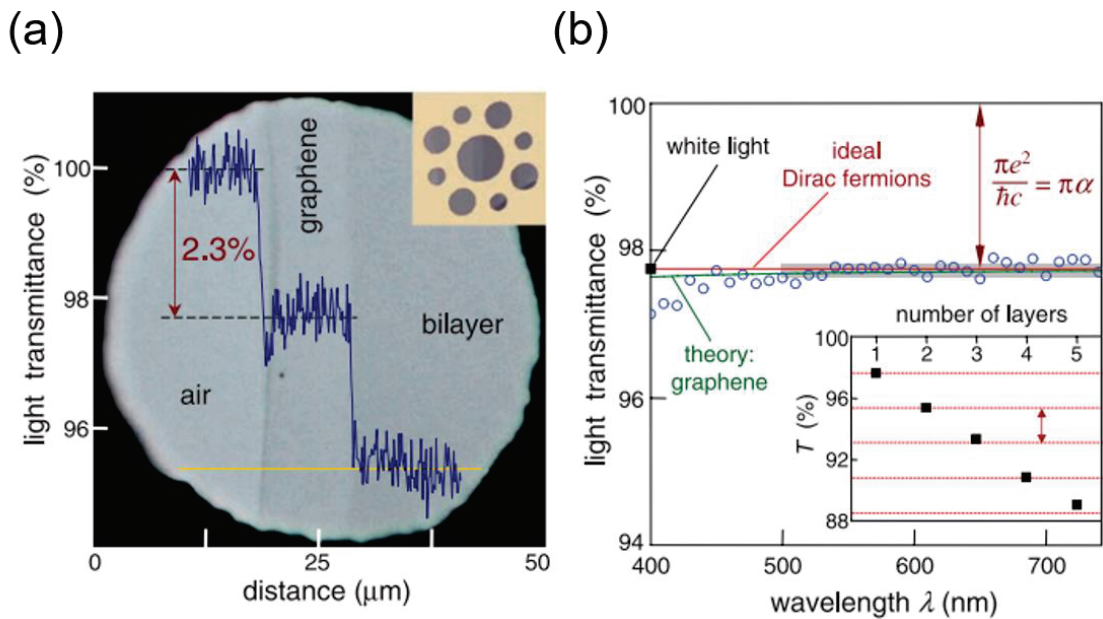 (a)
(b)
light transmittance (%)
100
98
96
2.3%
air
graphene
bilayer
0
25
50
distance (μm)
light transmittance (%)
100
98
96
94
white light
ideal
Dirac fermions
πe²/ħc = πα
theory:
graphene
number of layers
1 2 3 4 5
T (%)
100
96
92
88
400 500 600 700
wavelength λ (nm)